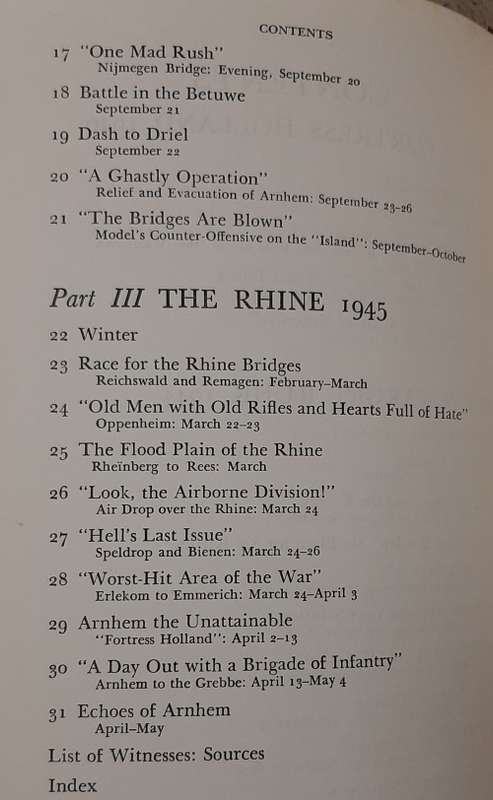 CONTENTS
17 "One Mad Rush"
Nijmegen Bridge: Evening, September 20
18 Battle in the Betuwe
September 21
19 Dash to Driel
September 22
20 "A Ghastly Operation"
Relief and Evacuation of Arnhem: September 23–26
21 "The Bridges Are Blown"
Model's Counter-Offensive on the "Island": September–October
Part III THE RHINE 1945
22 Winter
23 Race for the Rhine Bridges
Reichswald and Remagen: February–March
24 "Old Men with Old Rifles and Hearts Full of Hate"
Oppenheim: March 22–23
25 The Flood Plain of the Rhine
Rheïnberg to Rees: March
26 "Look, the Airborne Division!"
Air Drop over the Rhine: March 24
27 "Hell's Last Issue"
Speldrop and Bienen: March 24–26
28 "Worst-Hit Area of the War"
Erlekom to Emmerich: March 24–April 3
29 Arnhem the Unattainable
"Fortress Holland": April 2–13
30 "A Day Out with a Brigade of Infantry"
Arnhem to the Grebbe: April 13–May 4
31 Echoes of Arnhem
April–May
List of Witnesses: Sources
Index